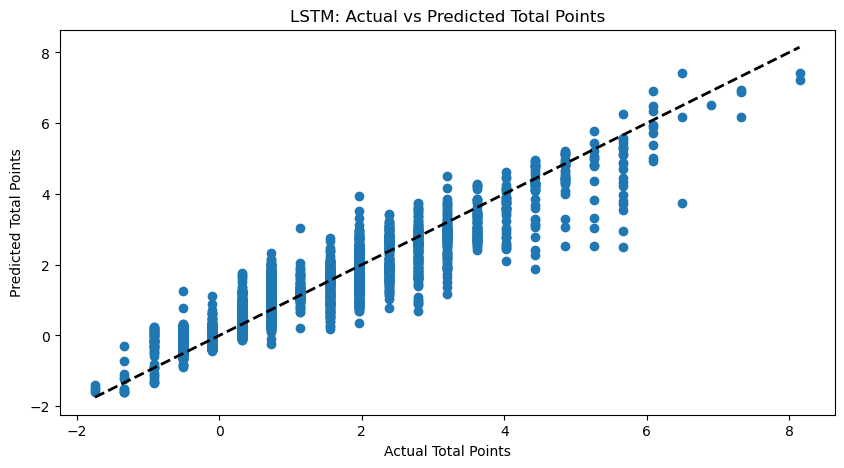 LSTM: Actual vs Predicted Total Points
8
6
4
2
0
−2
Predicted Total Points
−2 0 2 4 6 8
Actual Total Points